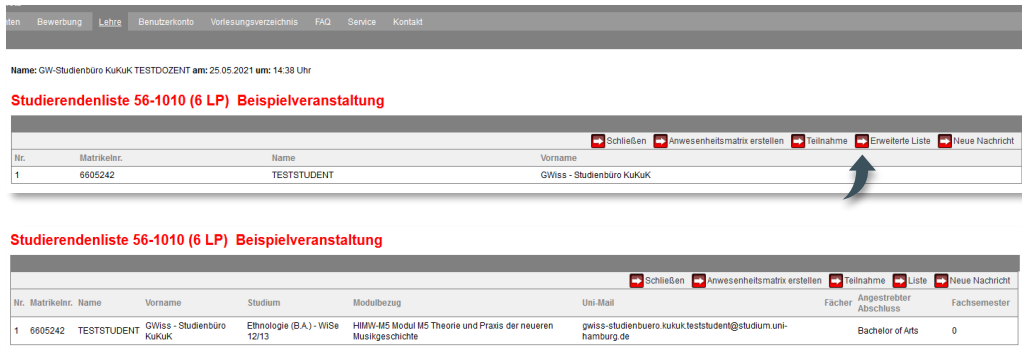 ten Bewerbung Lehre Benutzerkonto Vorlesungsverzeichnis FAQ Service Kontakt
Name: GW-Studienbüro KuKuK TESTDOZENT am: 25.05.2021 um: 14:38 Uhr
Studierendenliste 56-1010 (6 LP) Beispielveranstaltung
Schließen Anwesenheitsmatrix erstellen Teilnahme Erweiterte Liste Neue Nachricht
Nr. Matrikelnr. Name Vorname
1 6605242 TESTSTUDENT GWiss - Studienbüro KuKuK
Studierendenliste 56-1010 (6 LP) Beispielveranstaltung
Schließen Anwesenheitsmatrix erstellen Teilnahme Liste Neue Nachricht
Nr. Matrikelnr. Name Vorname Studium Modulbezug Uni-Mail Fächer Angestrebter Fachsemester
Abschluss
1 6605242 TESTSTUDENT GWiss - Studienbüro Ethnologie (B.A.) - WiSe HIMW-M5 Modul M5 Theorie und Praxis der neueren gwiss-studienbuero.kukuk.teststudent@studium.uni- Bachelor of Arts 0
KuKuK 12/13 Musikgeschichte hamburg.de